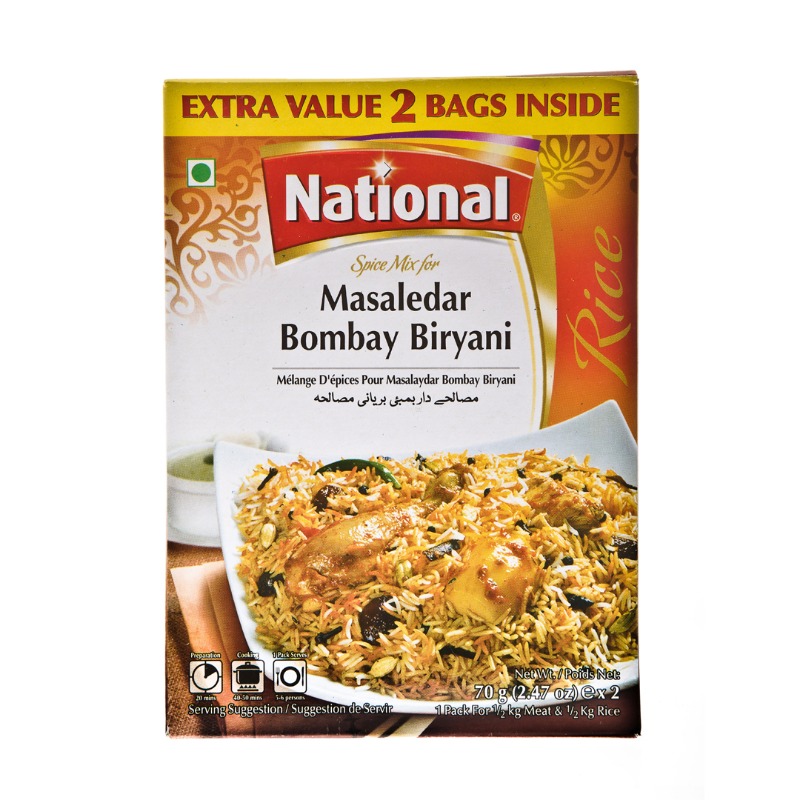 EXTRA VALUE 2 BAGS INSIDE
National®
Spice Mix for
Masaledar
Bombay Biryani
Mélange D'épices Pour Masalaydar Bombay Biryani
مصالحے دار بمبئی بریانی مصالحہ
Rice
Preparation
20 mins
Cooking
40-50 mins
1 Pack Serves
5-6 persons
Serving Suggestion / Suggestion de Servir
Net Wt. / Poids Net:
70 g (2.47 oz) e x 2
1 Pack For 1/2 kg Meat & 1/2 Kg Rice